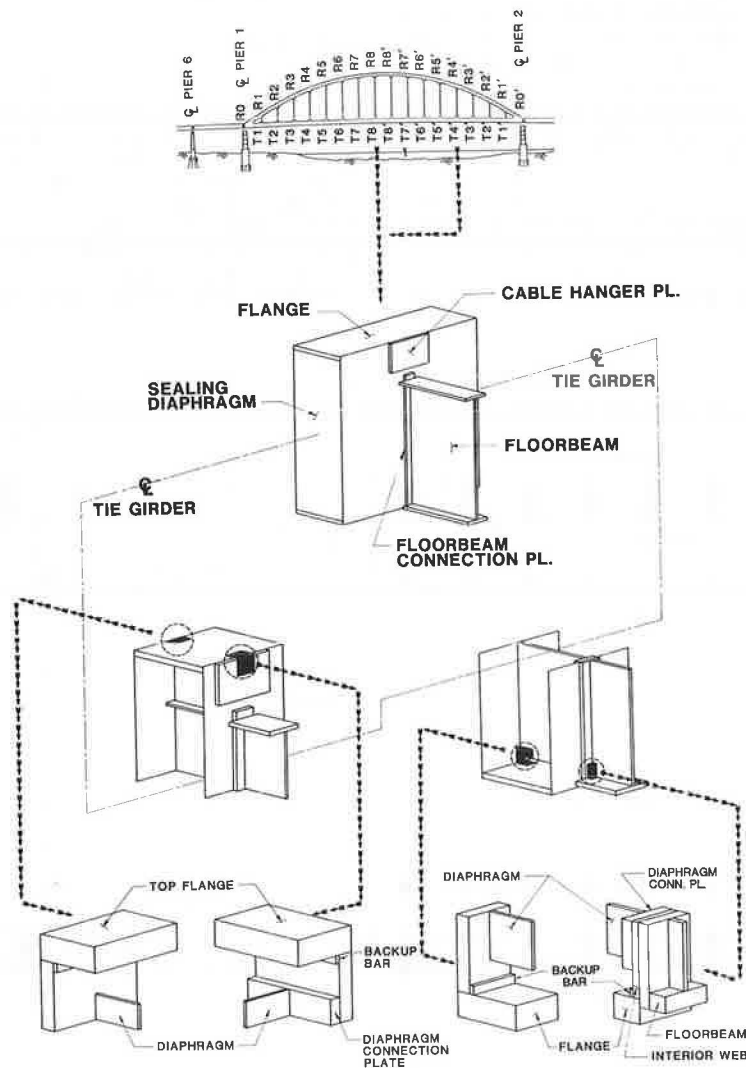 ℄ PIER 6
℄ PIER 1
R0
R1
R2
R3
R4
R5
R6
R7
R8
R8'
R7'
R6'
R5'
R4'
R3'
R2'
R1'
R0'
℄ PIER 2
T1
T2
T3
T4
T5
T6
T7
T8
T8'
T7'
T6'
T5'
T4'
T3'
T2'
T1'
FLANGE
CABLE HANGER PL.
℄
TIE GIRDER
SEALING
DIAPHRAGM
FLOORBEAM
℄
TIE GIRDER
FLOORBEAM
CONNECTION PL.
TOP FLANGE
BACKUP
BAR
DIAPHRAGM
DIAPHRAGM
CONNECTION
PLATE
DIAPHRAGM
DIAPHRAGM
CONN. PL.
BACKUP
BAR
FLANGE
FLOORBEAM
INTERIOR WEB